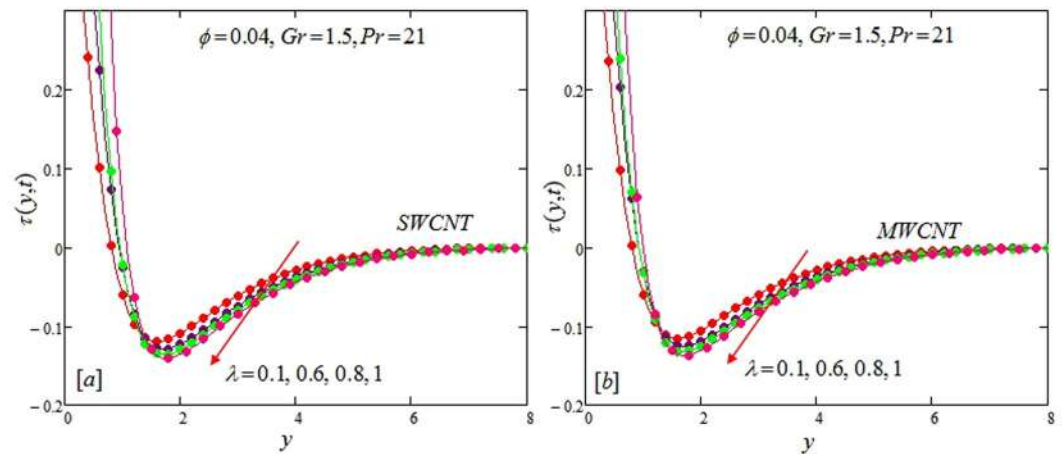 ϕ=0.04, Gr=1.5, Pr=21
0.2
0.1
0
−0.1
−0.2
τ(y,t)
SWCNT
λ=0.1, 0.6, 0.8, 1
[a]
0 2 4 6 8
y
ϕ=0.04, Gr=1.5, Pr=21
0.2
0.1
0
−0.1
−0.2
τ(y,t)
MWCNT
λ=0.1, 0.6, 0.8, 1
[b]
0 2 4 6 8
y